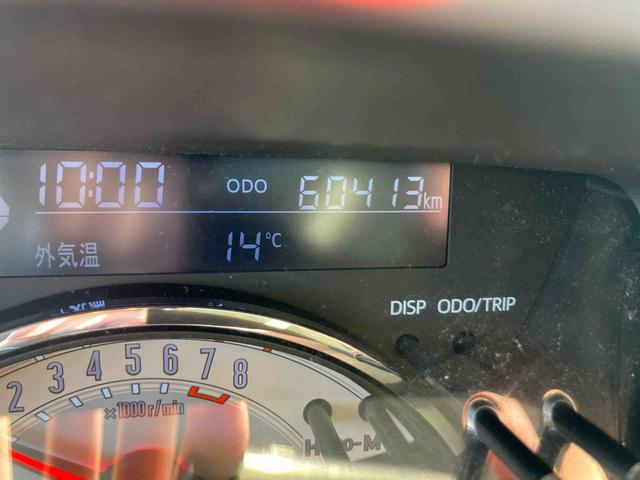 10:00 ODO 60413km
外気温 14°C
DISP ODO/TRIP
2 3 4 5 6 7 8
×1000 r/min